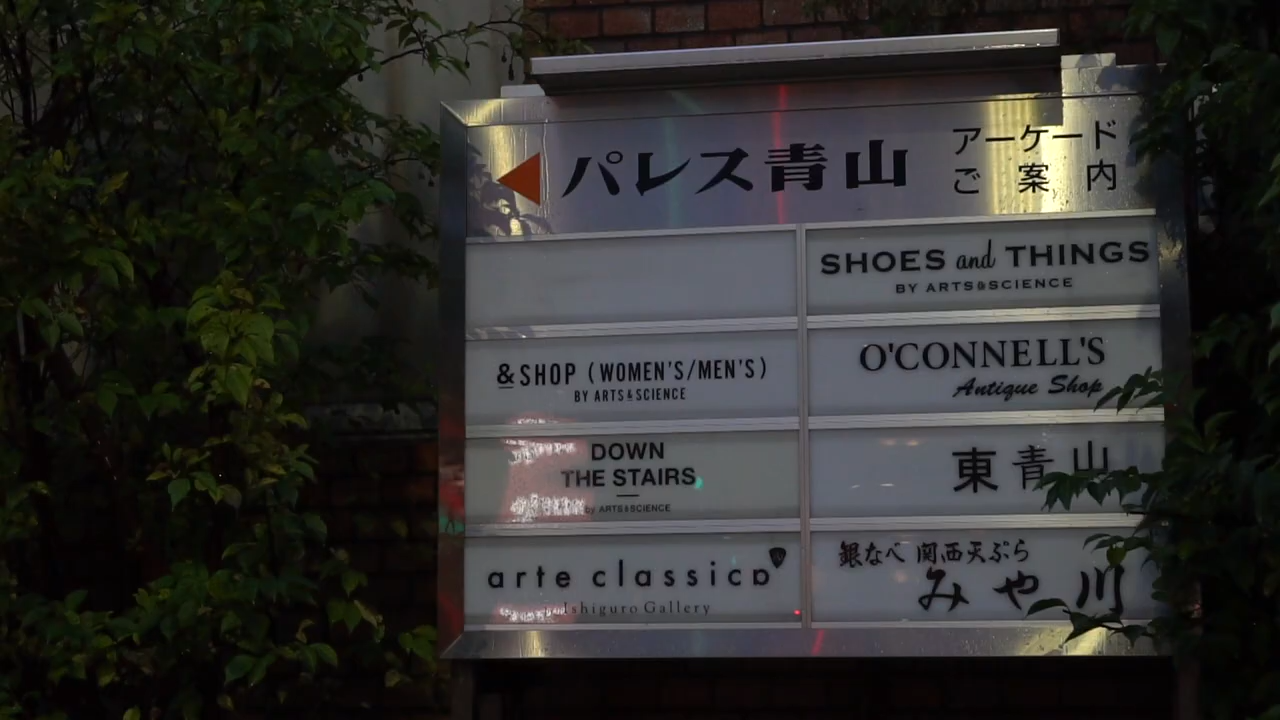 パレス青山
アーケード
ご案内
SHOES and THINGS
BY ARTS&SCIENCE
&SHOP (WOMEN'S/MEN'S)
BY ARTS&SCIENCE
O'CONNELL'S
Antique Shop
DOWN
THE STAIRS
by ARTS&SCIENCE
東青山
arte classica
Ishiguro Gallery
銀なべ 関西天ぷら
みや川